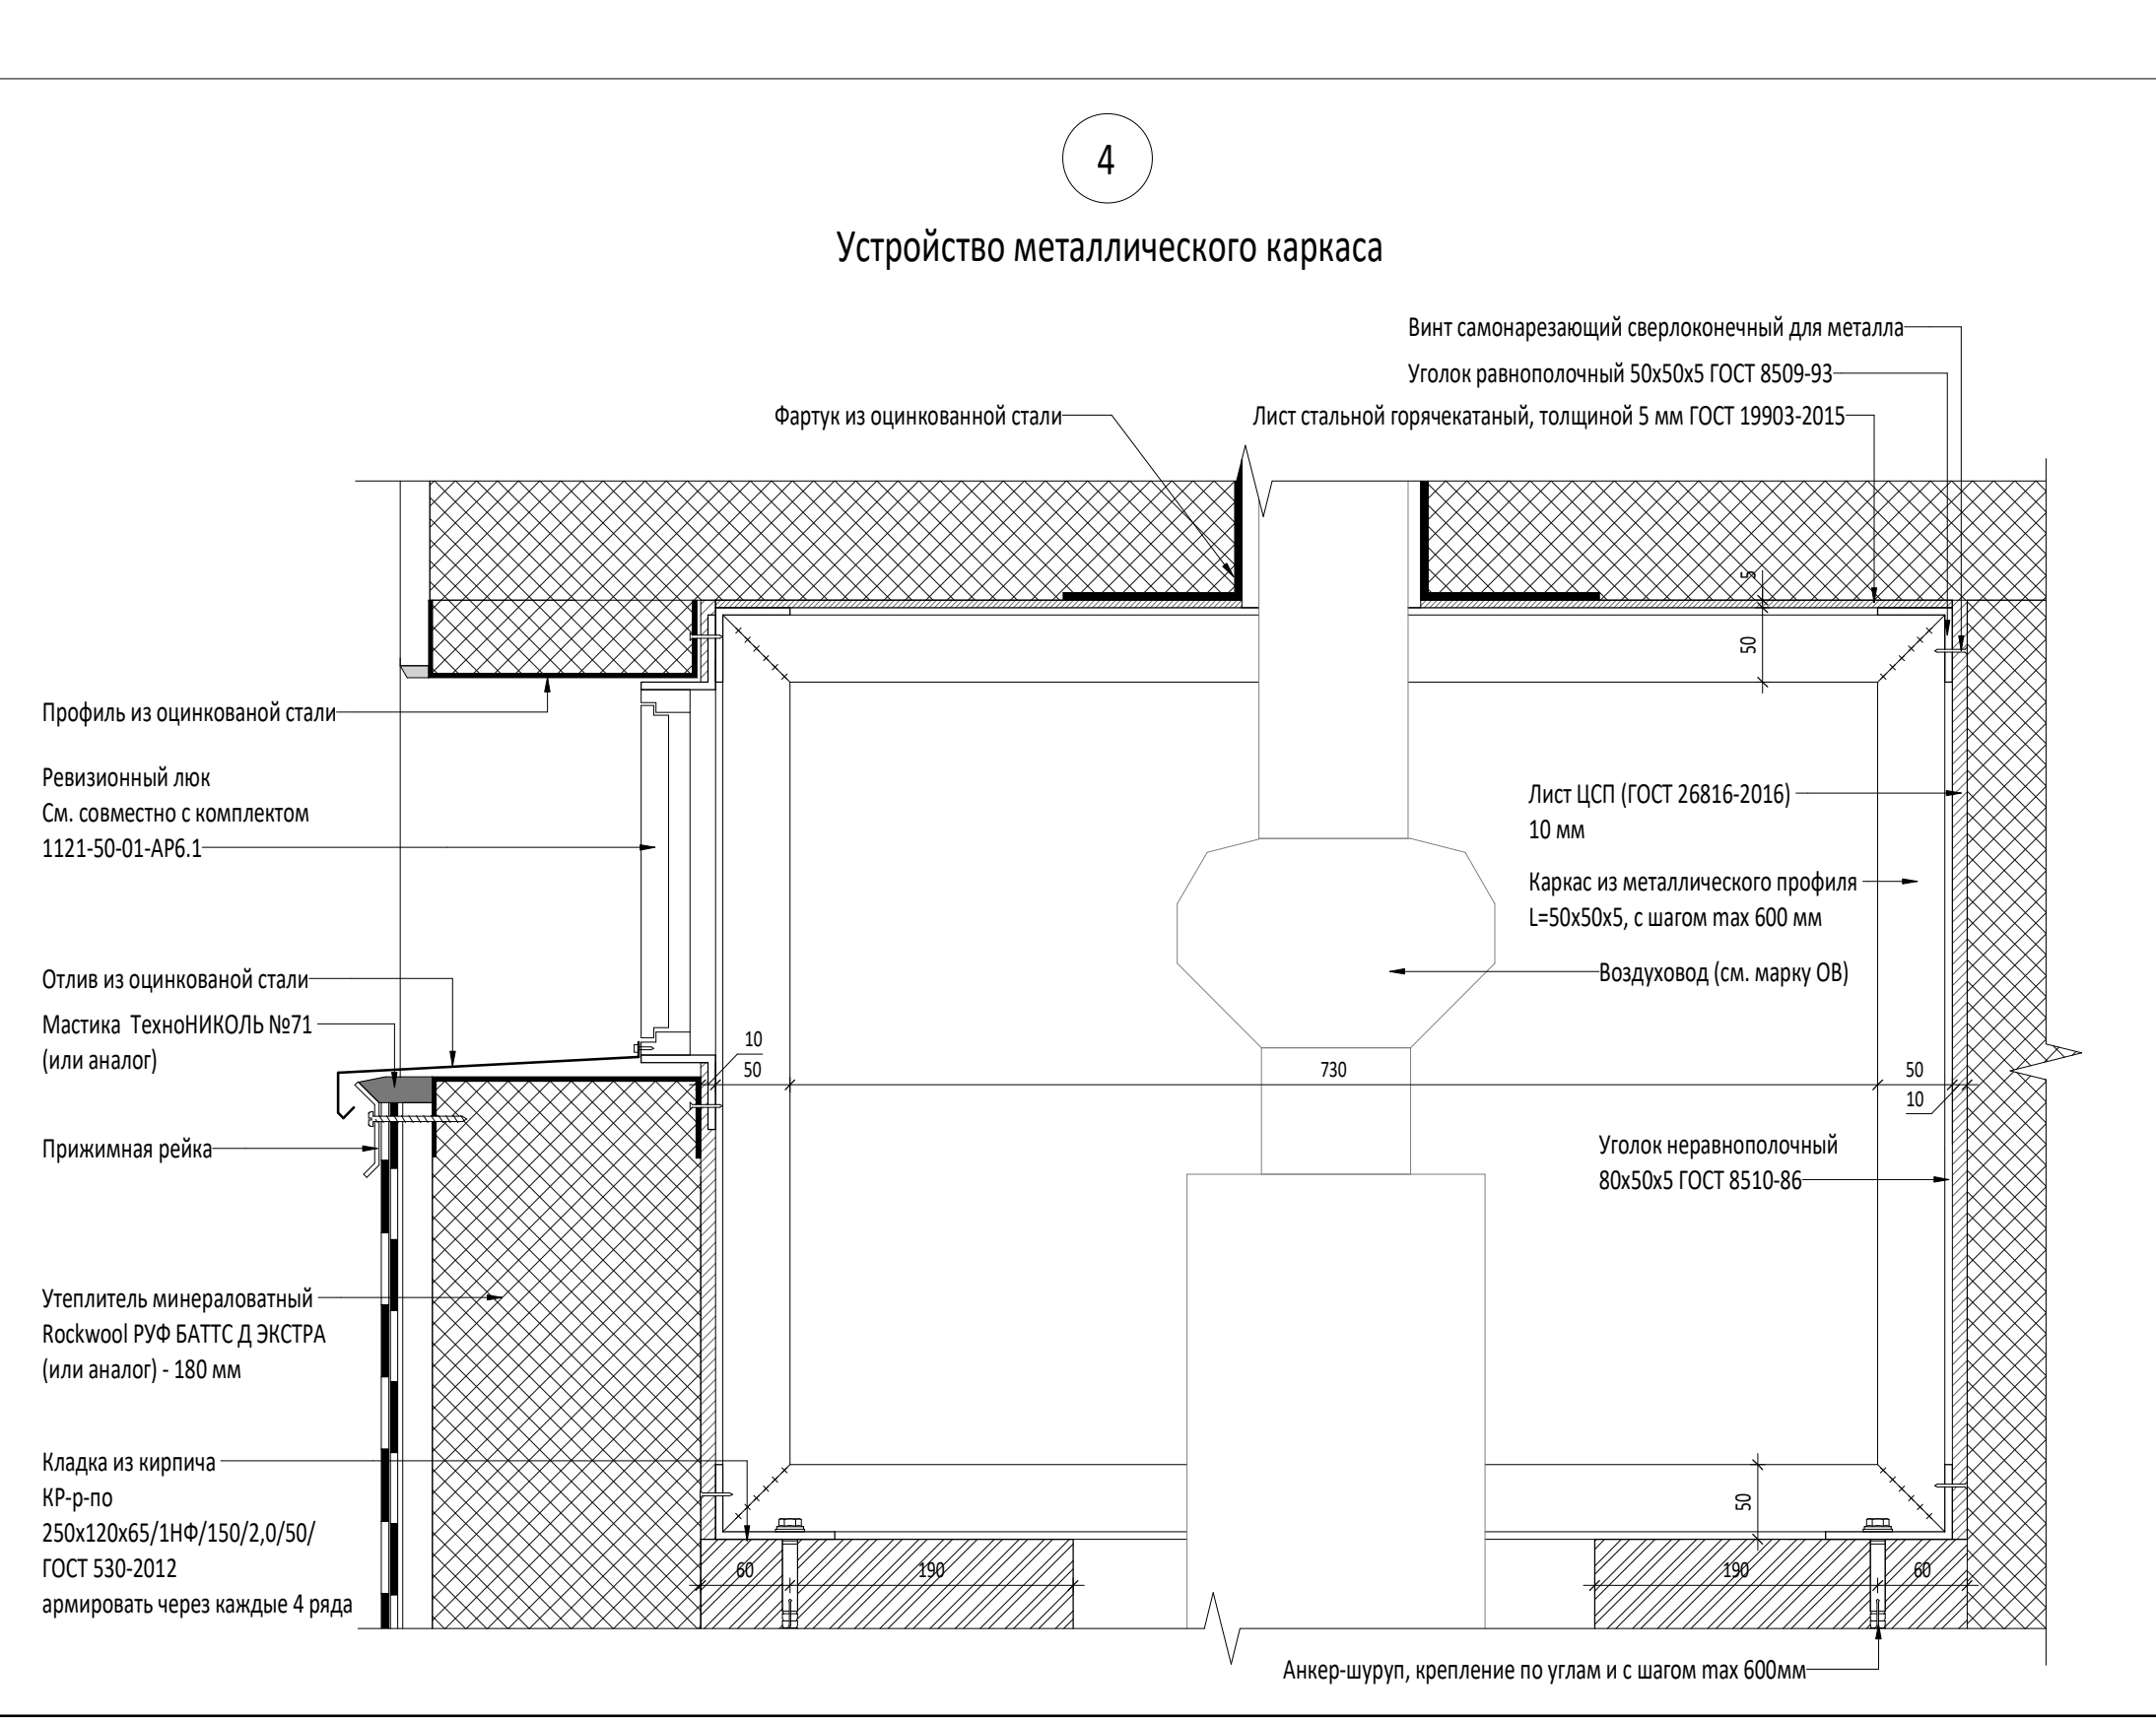 4
Устройство металлического каркаса
Винт самонарезающий сверлоконечный для металла
Уголок равнополочный 50х50х5 ГОСТ 8509-93
Фартук из оцинкованной стали
Лист стальной горячекатаный, толщиной 5 мм ГОСТ 19903-2015
5
50
Профиль из оцинкованой стали
Ревизионный люк
См. совместно с комплектом
1121-50-01-АР6.1
Лист ЦСП (ГОСТ 26816-2016)
10 мм
Каркас из металлического профиля
L=50х50х5, с шагом max 600 мм
Воздуховод (см. марку ОВ)
Отлив из оцинкованой стали
Мастика ТехноНИКОЛЬ №71
(или аналог)
10
50
730
50
10
Прижимная рейка
Уголок неравнополочный
80х50х5 ГОСТ 8510-86
Утеплитель минераловатный
Rockwool РУФ БАТТС Д ЭКСТРА
(или аналог) - 180 мм
Кладка из кирпича
КР-р-по
250х120х65/1НФ/150/2,0/50/
ГОСТ 530-2012
армировать через каждые 4 ряда
50
60
190
190
60
Анкер-шуруп, крепление по углам и с шагом max 600мм